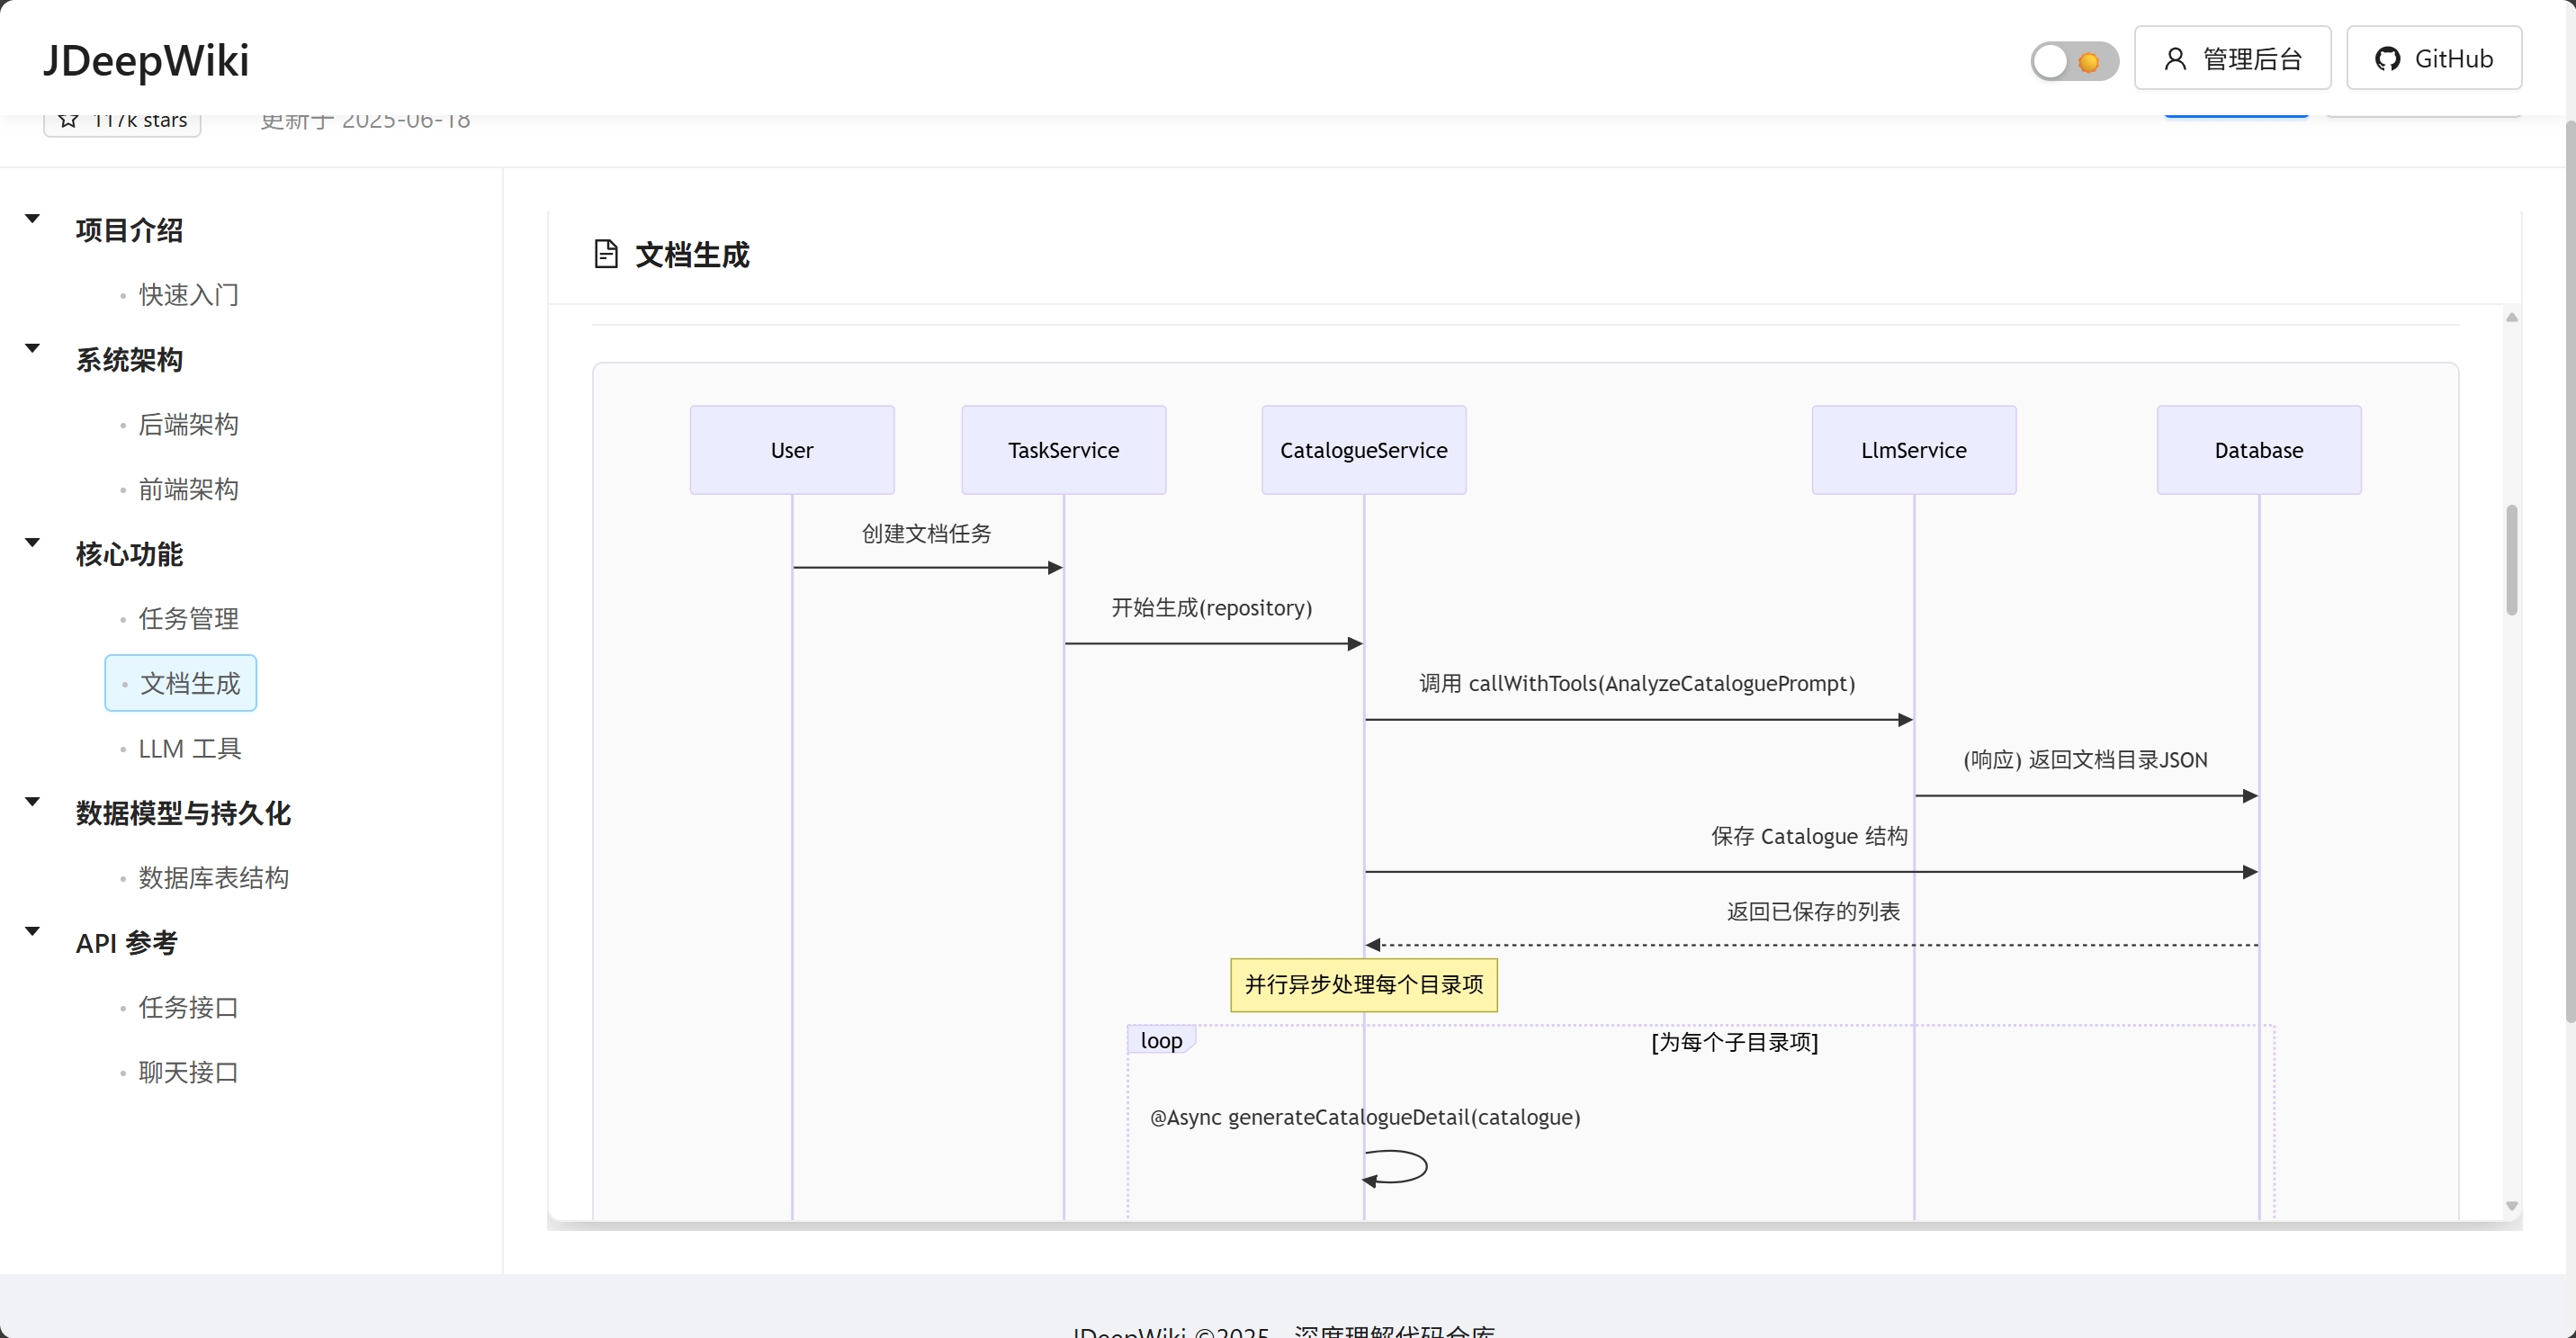 JDeepWiki
管理后台
GitHub
117k stars
更新于 2025-06-18
项目介绍
快速入门
系统架构
后端架构
前端架构
核心功能
任务管理
文档生成
LLM 工具
数据模型与持久化
数据库表结构
API 参考
任务接口
聊天接口
文档生成
User
TaskService
CatalogueService
LlmService
Database
创建文档任务
开始生成(repository)
调用 callWithTools(AnalyzeCataloguePrompt)
(响应) 返回文档目录JSON
保存 Catalogue 结构
返回已保存的列表
并行异步处理每个目录项
loop
[为每个子目录项]
@Async generateCatalogueDetail(catalogue)
JDeepWiki ©2025 - 深度理解代码仓库